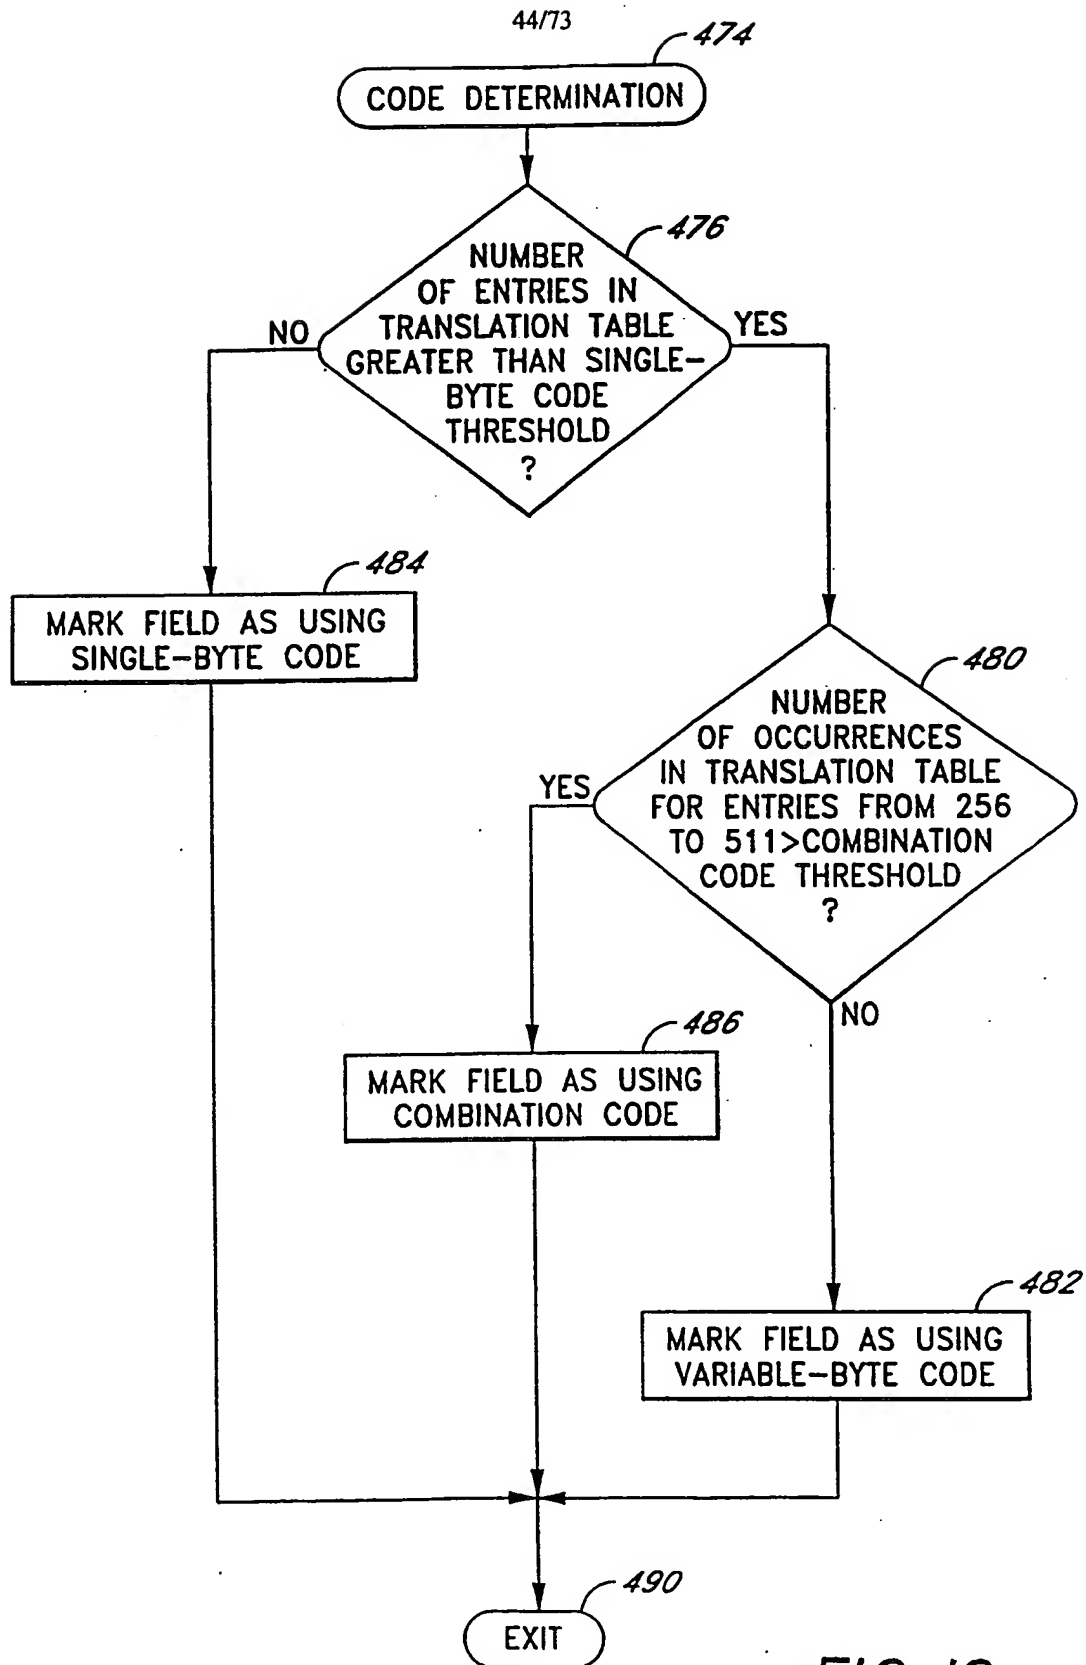 44/73
474
CODE DETERMINATION
476
NUMBER
OF ENTRIES IN
TRANSLATION TABLE
GREATER THAN SINGLE-
BYTE CODE
THRESHOLD
?
NO
YES
484
MARK FIELD AS USING
SINGLE-BYTE CODE
480
NUMBER
OF OCCURRENCES
IN TRANSLATION TABLE
FOR ENTRIES FROM 256
TO 511>COMBINATION
CODE THRESHOLD
?
YES
NO
486
MARK FIELD AS USING
COMBINATION CODE
482
MARK FIELD AS USING
VARIABLE-BYTE CODE
490
EXIT